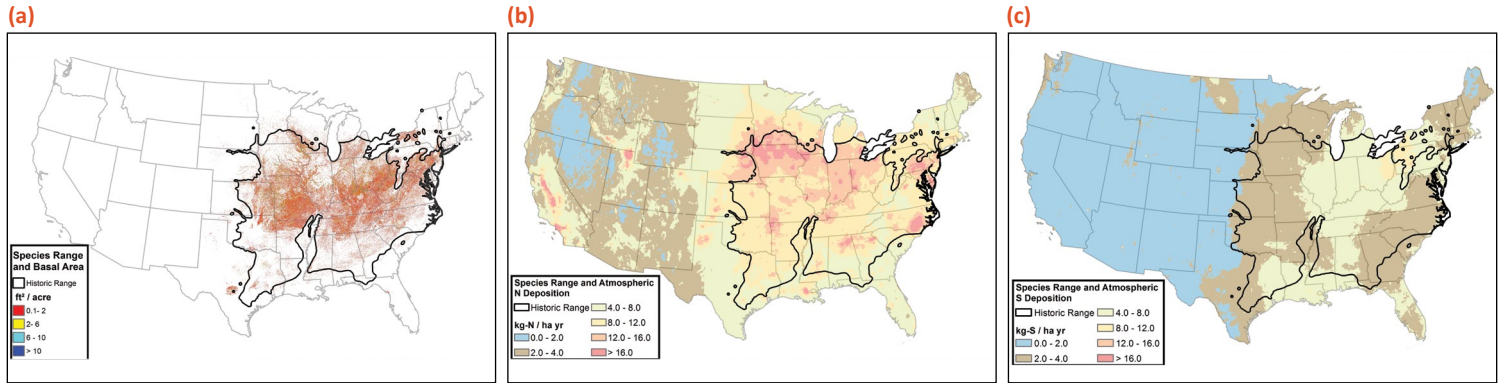 (a)
Species Range
and Basal Area
Historic Range
ft² / acre
0.1- 2
2- 6
6 - 10
> 10
(b)
Species Range and Atmospheric
N Deposition
Historic Range
kg-N / ha yr
0.0 - 2.0
2.0 - 4.0
4.0 - 8.0
8.0 - 12.0
12.0 - 16.0
> 16.0
(c)
Species Range and Atmospheric
S Deposition
Historic Range
kg-S / ha yr
0.0 - 2.0
2.0 - 4.0
4.0 - 8.0
8.0 - 12.0
12.0 - 16.0
> 16.0